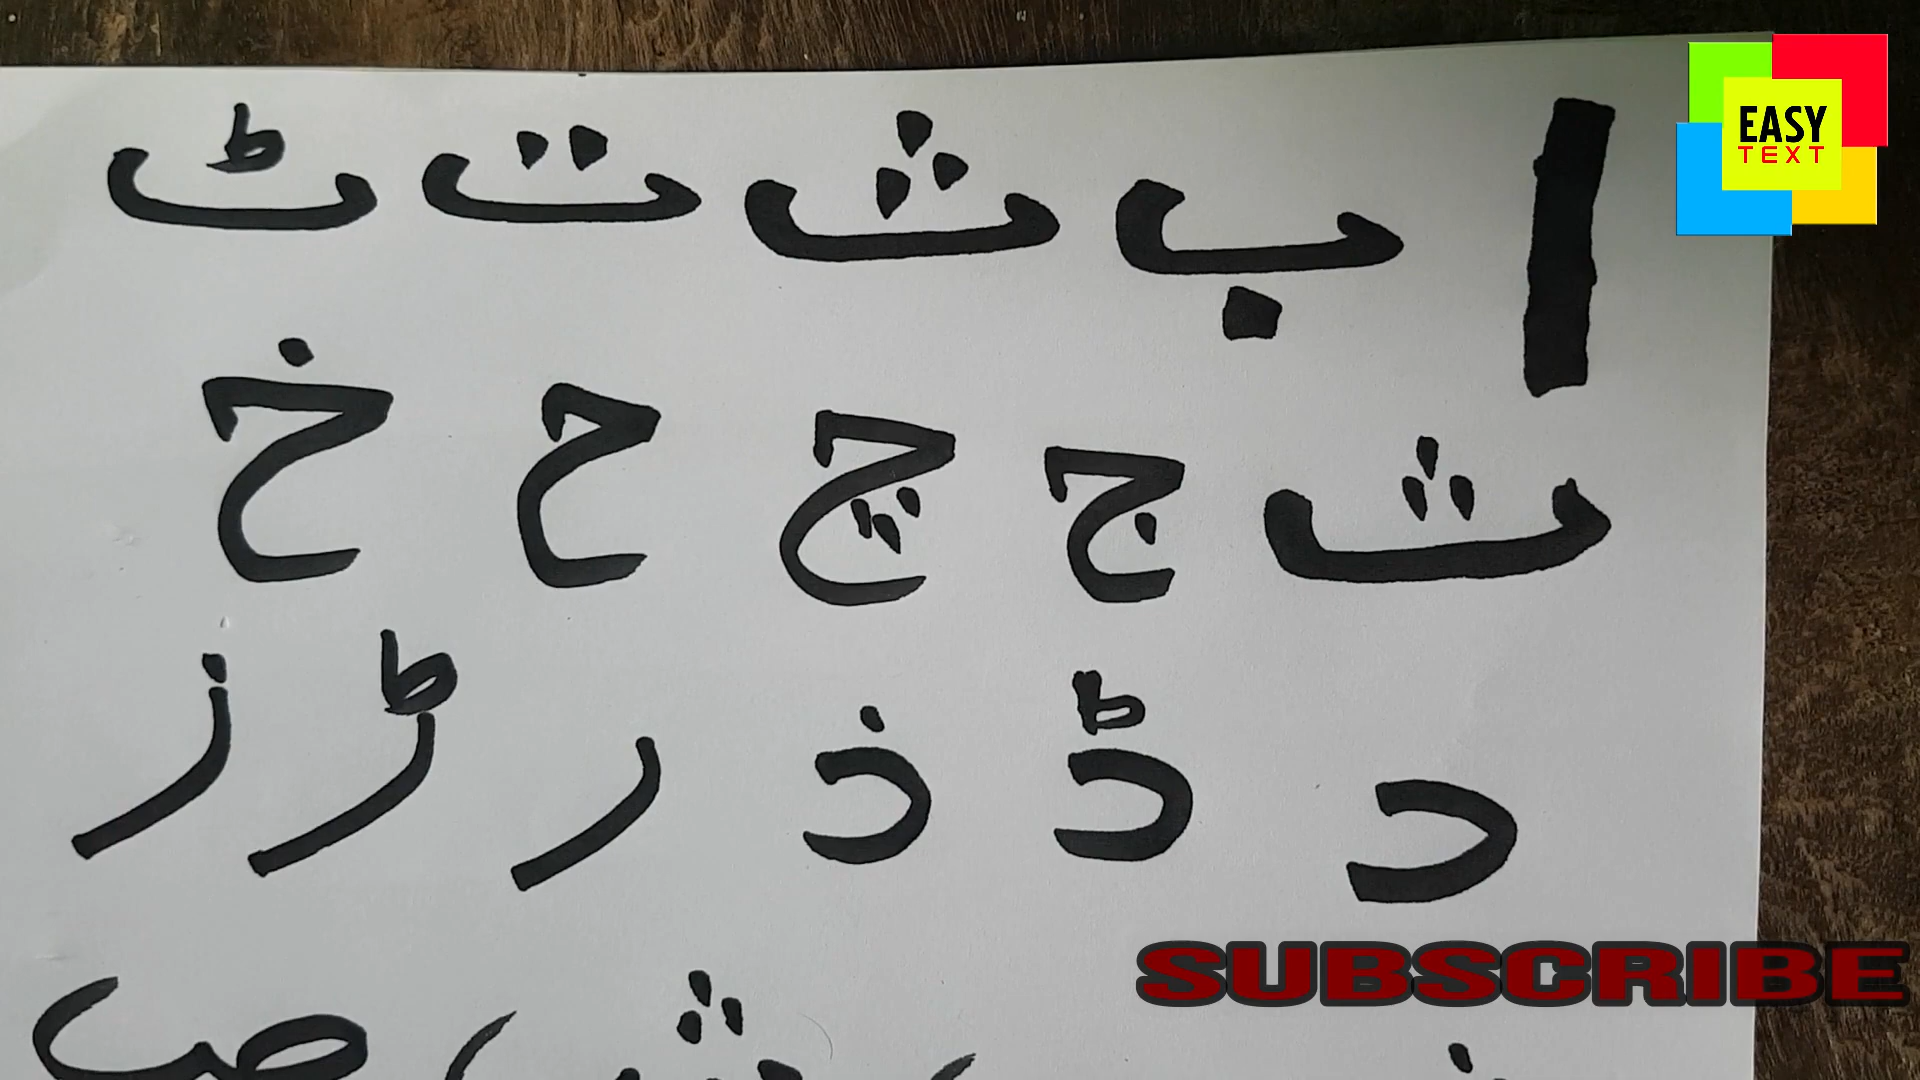 EASY
TEXT
ا ب ث ت ٹ
ث ج چ ح خ
د ڈ ذ ر ڑ ز
ش ص
SUBSCRIBE